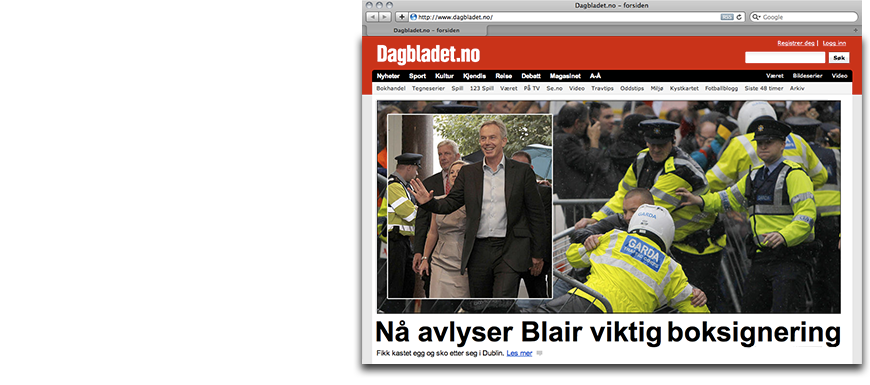 Dagbladet.no – forsiden
http://www.dagbladet.no/
RSS
Google
Dagbladet.no – forsiden
Registrer deg | Logg inn
Dagbladet.no
Søk
Nyheter Sport Kultur Kjendis Reise Debatt Magasinet A-Å Været Bildeserier Video
Bokhandel Tegneserier Spill 123 Spill Været På TV Se.no Video Travtips Oddstips Miljø Kystkartet Fotballblogg Siste 48 timer Arkiv
GARDA
GARDA
Nå avlyser Blair viktig boksignering
Fikk kastet egg og sko etter seg i Dublin. Les mer